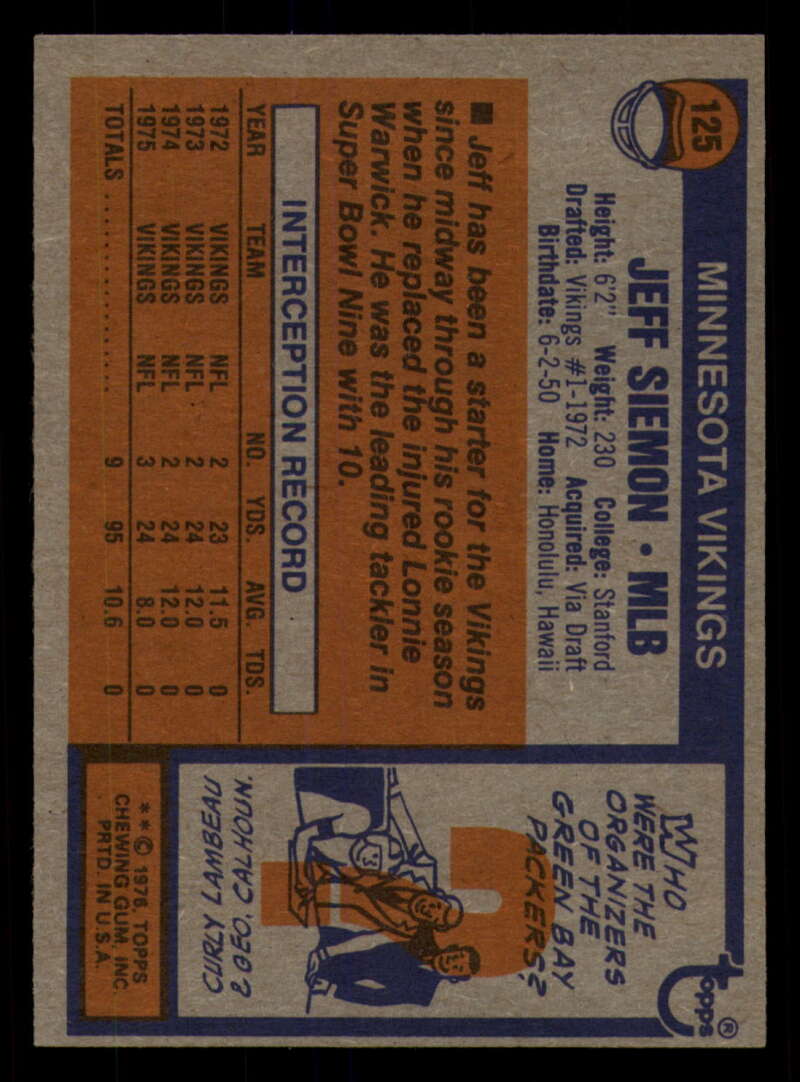 125
MINNESOTA VIKINGS
JEFF SIEMON • MLB
Height: 6'2" Weight: 230 College: Stanford
Drafted: Vikings #1-1972 Acquired: Via Draft
Birthdate: 6-2-50 Home: Honolulu, Hawaii
■ Jeff has been a starter for the Vikings
since midway through his rookie season
when he replaced the injured Lonnie
Warwick. He was the leading tackler in
Super Bowl Nine with 10.
INTERCEPTION RECORD
YEAR TEAM NO. YDS. AVG. TDS.
1972 VIKINGS NFL 2 23 11.5 0
1973 VIKINGS NFL 2 24 12.0 0
1974 VIKINGS NFL 2 24 12.0 0
1975 VIKINGS NFL 3 24 8.0 0
TOTALS . . . . . . . . . . . . 9 95 10.6 0
topps®
WHO
WERE THE
ORGANIZERS
OF THE
GREEN BAY
PACKERS?
?
CURLY LAMBEAU
& GEO. CALHOUN.
** © 1976, TOPPS
CHEWING GUM, INC.
PRTD. IN U.S.A.